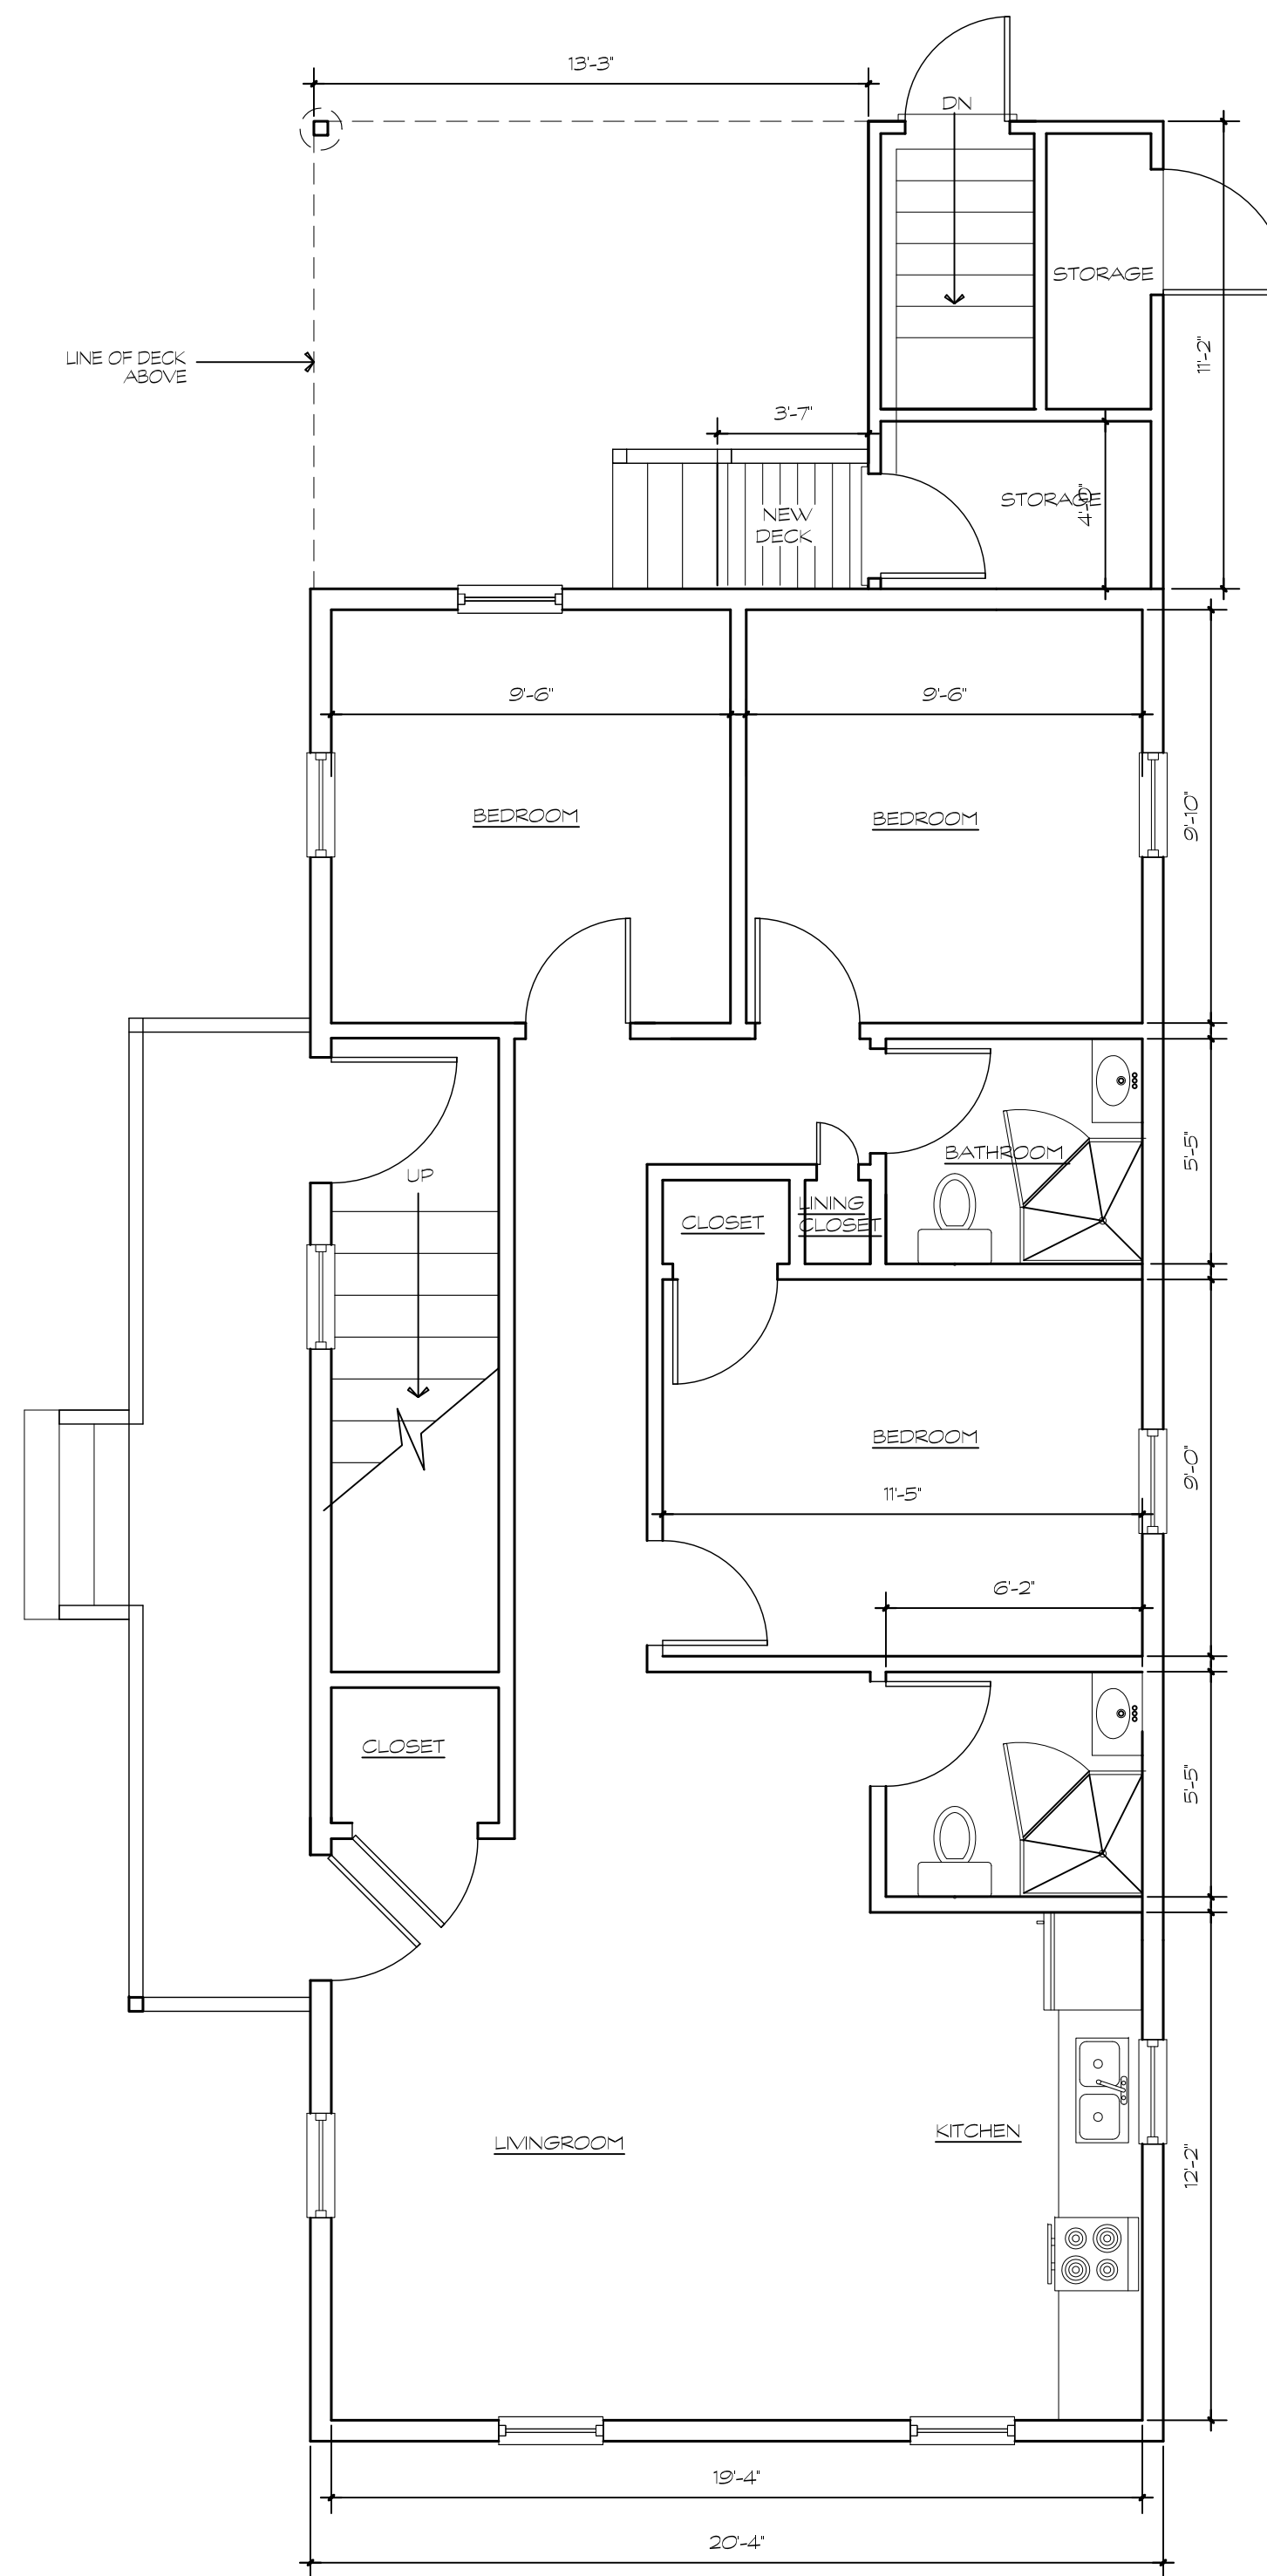 13'-3"
DN
STORAGE
LINE OF DECK
ABOVE
11'-2"
3'-7"
STORAGE
4'-0"
NEW
DECK
9'-6"
9'-6"
BEDROOM
BEDROOM
9'-10"
BATHROOM
5'-5"
UP
CLOSET
LINING
CLOSET
BEDROOM
9'-0"
11'-5"
6'-2"
CLOSET
5'-5"
LIVINGROOM
KITCHEN
12'-2"
19'-4"
20'-4"